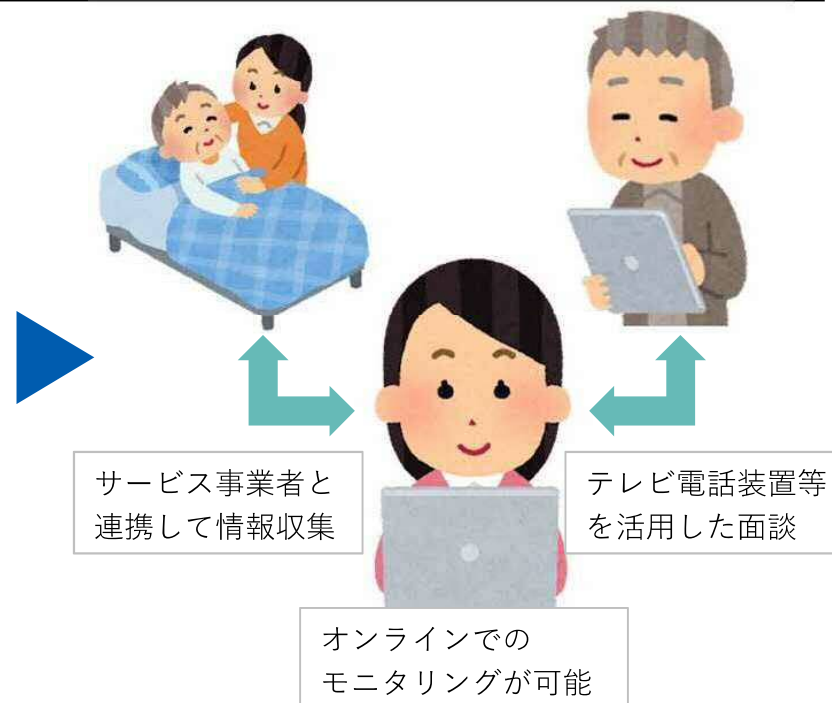 サービス事業者と
連携して情報収集
テレビ電話装置等
を活用した面談
オンラインでの
モニタリングが可能